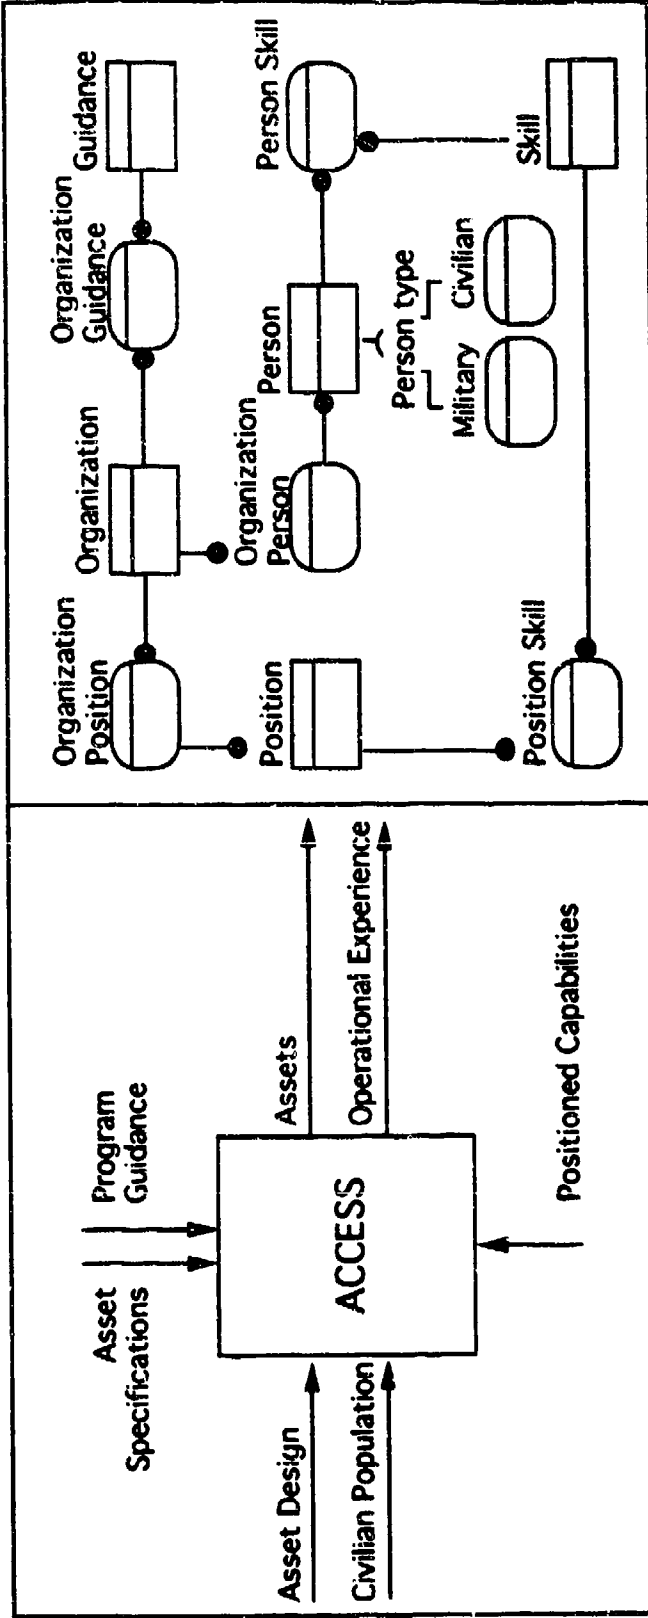 Asset
Specifications
Program
Guidance
Asset Design
Civilian Population
ACCESS
Assets
Operational Experience
Positioned Capabilities
Organization
Position
Organization
Organization
Guidance
Guidance
Position
Organization
Person
Person
Person Skill
Person type
Military
Civilian
Position Skill
Skill